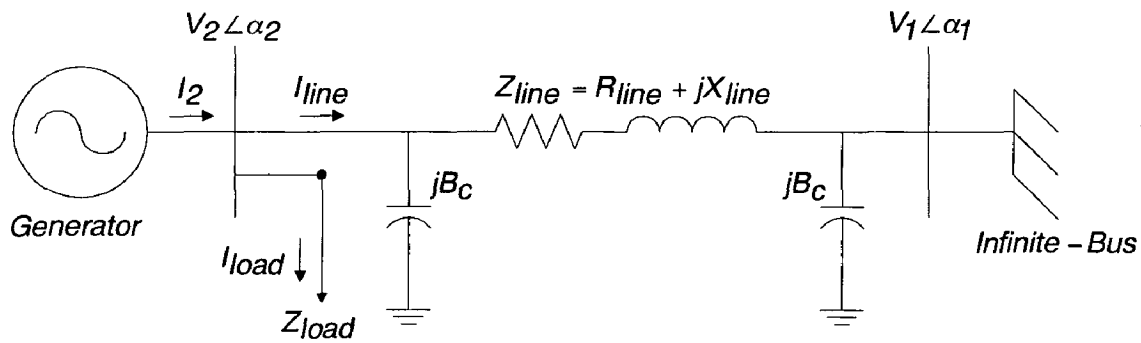 V2∠α2
V1∠α1
I2
Iline
Zline = Rline + jXline
jBC
jBC
Generator
Infinite – Bus
Iload
Zload